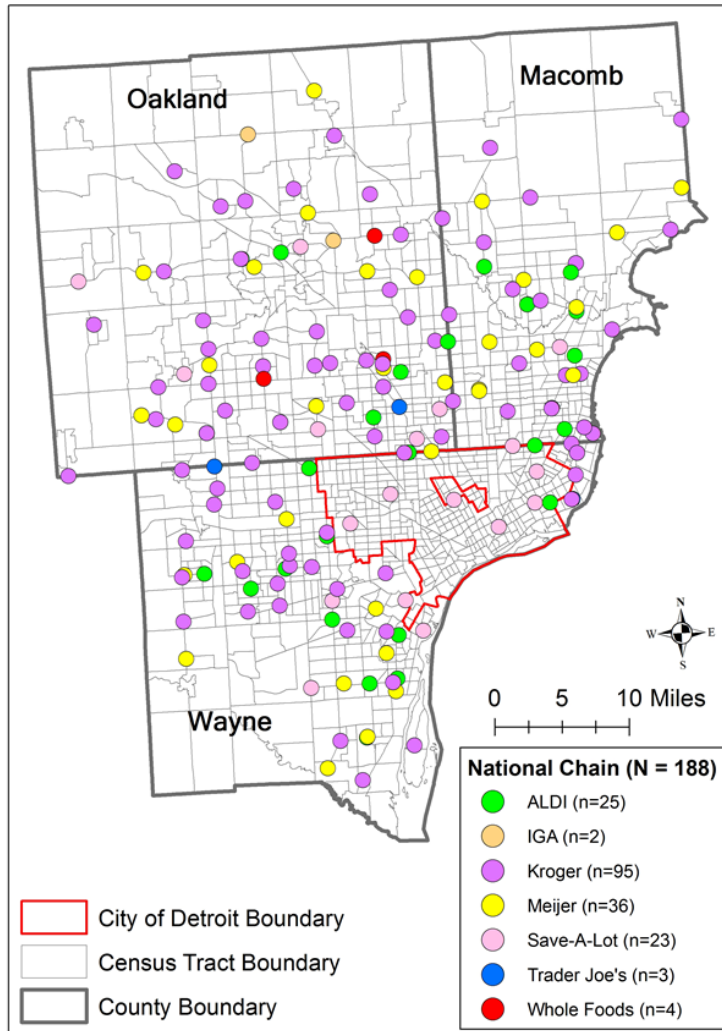 Oakland
Macomb
Wayne
N
W E
S
0 5 10 Miles
National Chain (N = 188)
ALDI (n=25)
IGA (n=2)
Kroger (n=95)
Meijer (n=36)
Save-A-Lot (n=23)
Trader Joe's (n=3)
Whole Foods (n=4)
City of Detroit Boundary
Census Tract Boundary
County Boundary